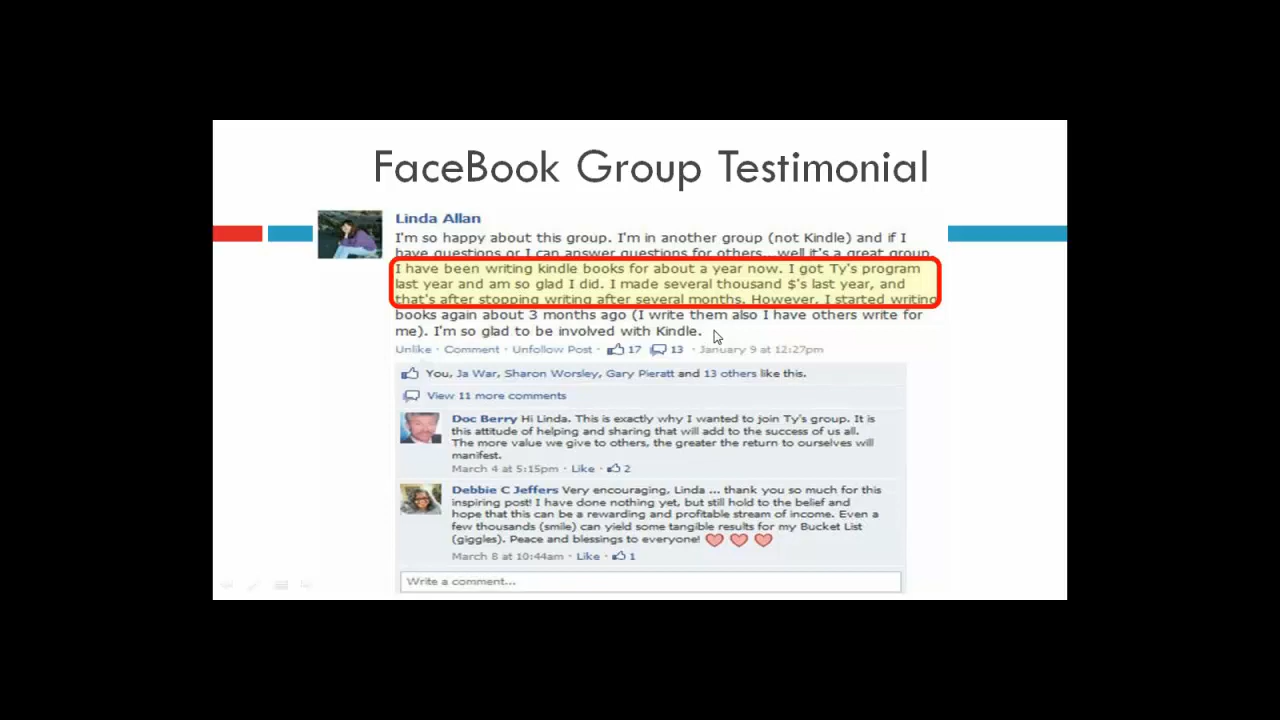 FaceBook Group Testimonial
Linda Allan
I'm so happy about this group. I'm in another group (not Kindle) and if I
have questions or I can answer questions for others... well it's a great group.
I have been writing kindle books for about a year now. I got Ty's program
last year and am so glad I did. I made several thousand $'s last year, and
that's after stopping writing after several months. However, I started writing
books again about 3 months ago (I write them also I have others write for
me). I'm so glad to be involved with Kindle.
Unlike · Comment · Unfollow Post · 17 13 · January 9 at 12:27pm
You, Ja War, Sharon Worsley, Gary Pieratt and 13 others like this.
View 11 more comments
Doc Berry Hi Linda. This is exactly why I wanted to join Ty's group. It is
this attitude of helping and sharing that will add to the success of us all.
The more value we give to others, the greater the return to ourselves will
manifest.
March 4 at 5:15pm · Like · 2
Debbie C Jeffers Very encouraging, Linda ... thank you so much for this
inspiring post! I have done nothing yet, but still hold to the belief and
hope that this can be a rewarding and profitable stream of income. Even a
few thousands (smile) can yield some tangible results for my Bucket List
(giggles). Peace and blessings to everyone!
March 8 at 10:44am · Like · 1
Write a comment...